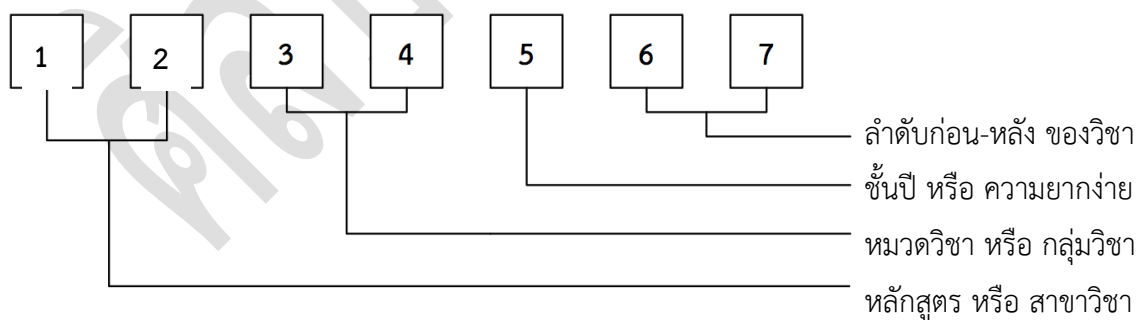 1 2 3 4 5 6 7
ลำดับก่อน-หลัง ของวิชา
ชั้นปี หรือ ความยากง่าย
หมวดวิชา หรือ กลุ่มวิชา
หลักสูตร หรือ สาขาวิชา